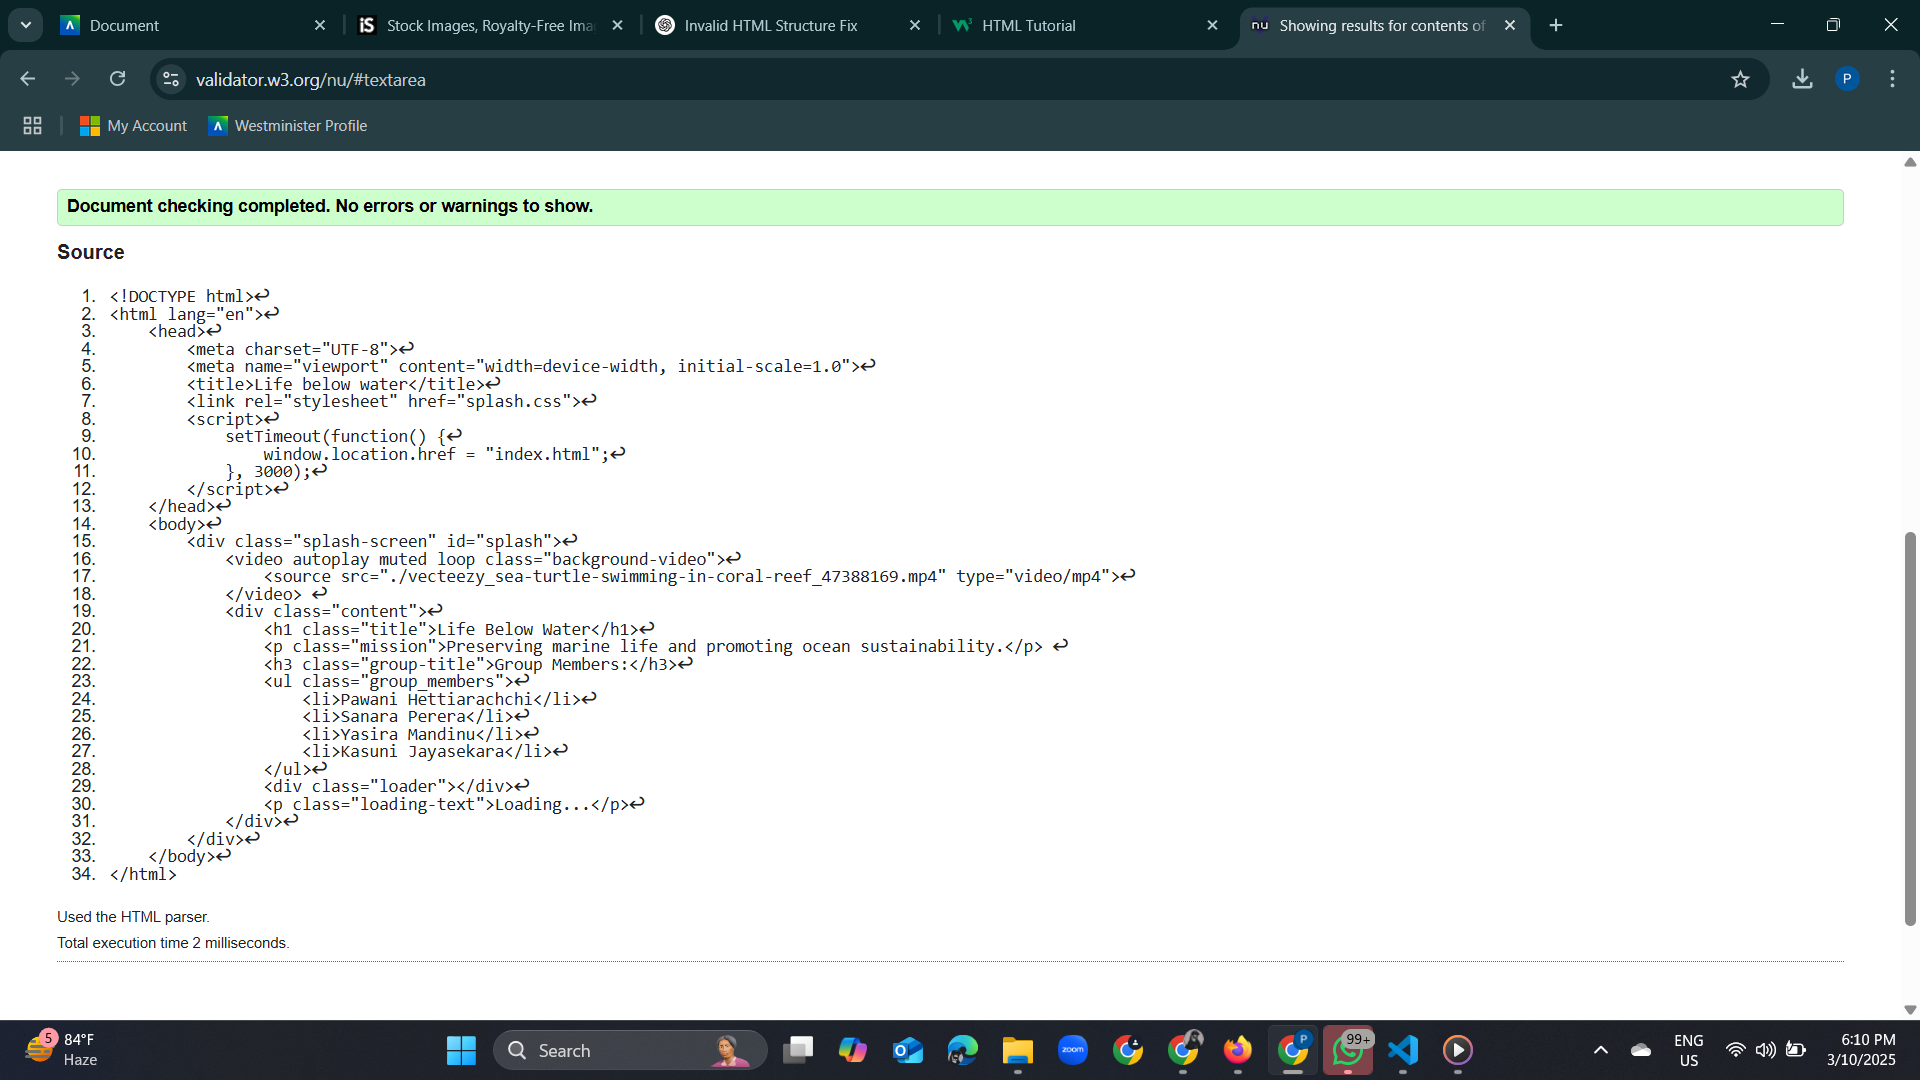 Document
Stock Images, Royalty-Free Ima
Invalid HTML Structure Fix
HTML Tutorial
nu Showing results for contents of
validator.w3.org/nu/#textarea
P
My Account
Westminister Profile
Document checking completed. No errors or warnings to show.
Source
1. <!DOCTYPE html>↩
2. <html lang="en">↩
3.     <head>↩
4.         <meta charset="UTF-8">↩
5.         <meta name="viewport" content="width=device-width, initial-scale=1.0">↩
6.         <title>Life below water</title>↩
7.         <link rel="stylesheet" href="splash.css">↩
8.         <script>↩
9.             setTimeout(function() {↩
10.                 window.location.href = "index.html";↩
11.             }, 3000);↩
12.         </script>↩
13.     </head>↩
14.     <body>↩
15.         <div class="splash-screen" id="splash">↩
16.             <video autoplay muted loop class="background-video">↩
17.                 <source src="./vecteezy_sea-turtle-swimming-in-coral-reef_47388169.mp4" type="video/mp4">↩
18.             </video> ↩
19.             <div class="content">↩
20.                 <h1 class="title">Life Below Water</h1>↩
21.                 <p class="mission">Preserving marine life and promoting ocean sustainability.</p> ↩
22.                 <h3 class="group-title">Group Members:</h3>↩
23.                 <ul class="group_members">↩
24.                     <li>Pawani Hettiarachchi</li>↩
25.                     <li>Sanara Perera</li>↩
26.                     <li>Yasira Mandinu</li>↩
27.                     <li>Kasuni Jayasekara</li>↩
28.                 </ul>↩
29.                 <div class="loader"></div>↩
30.                 <p class="loading-text">Loading...</p>↩
31.             </div>↩
32.         </div>↩
33.     </body>↩
34. </html>
Used the HTML parser.
Total execution time 2 milliseconds.
5
84°F
Haze
Search
zoom
P
99+
ENG
US
6:10 PM
3/10/2025